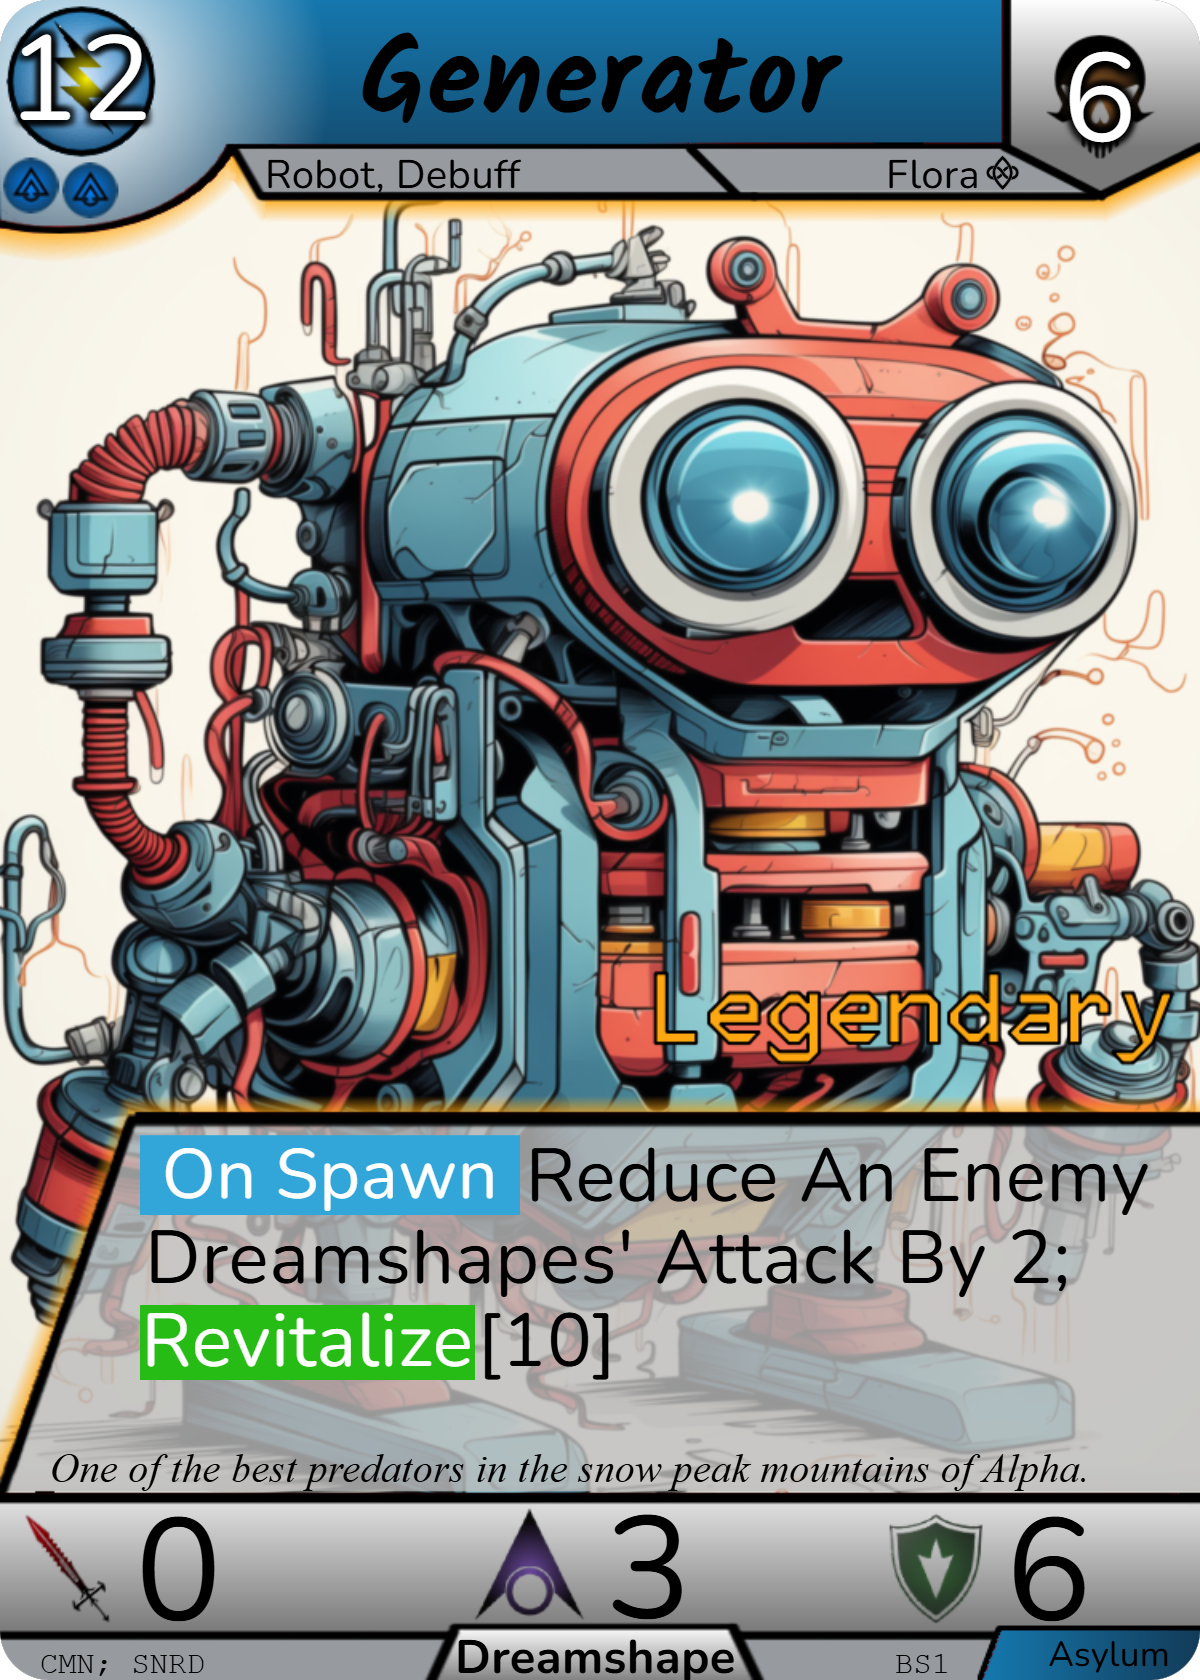 12
Generator
6
Robot, Debuff
Flora
Legendary
On Spawn Reduce An Enemy
Dreamshapes' Attack By 2;
Revitalize[10]
One of the best predators in the snow peak mountains of Alpha.
0
3
6
CMN; SNRD
Dreamshape
BS1
Asylum